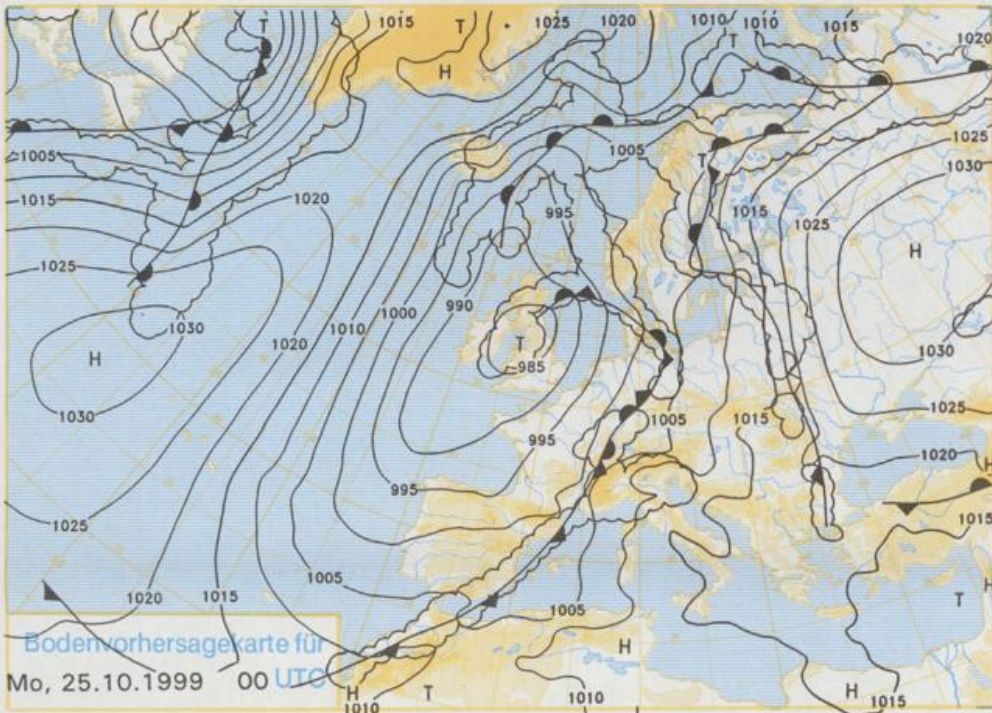 1015 T 1025 1020 1010 1010 1015
T 1020
H
1005 1005 1025
T 1030
1015 1020 995 1015 1025
H
1025 990
1030 1010 1000
H 1020 T 985 1030
1030 1005 1015 1025
995
995 1020 H
1025 1015
1005 1005 H
1020 1015 T
Bodenvorhersagekarte für
Mo, 25.10.1999 00 UTC
H T H H
1010 1010 1015